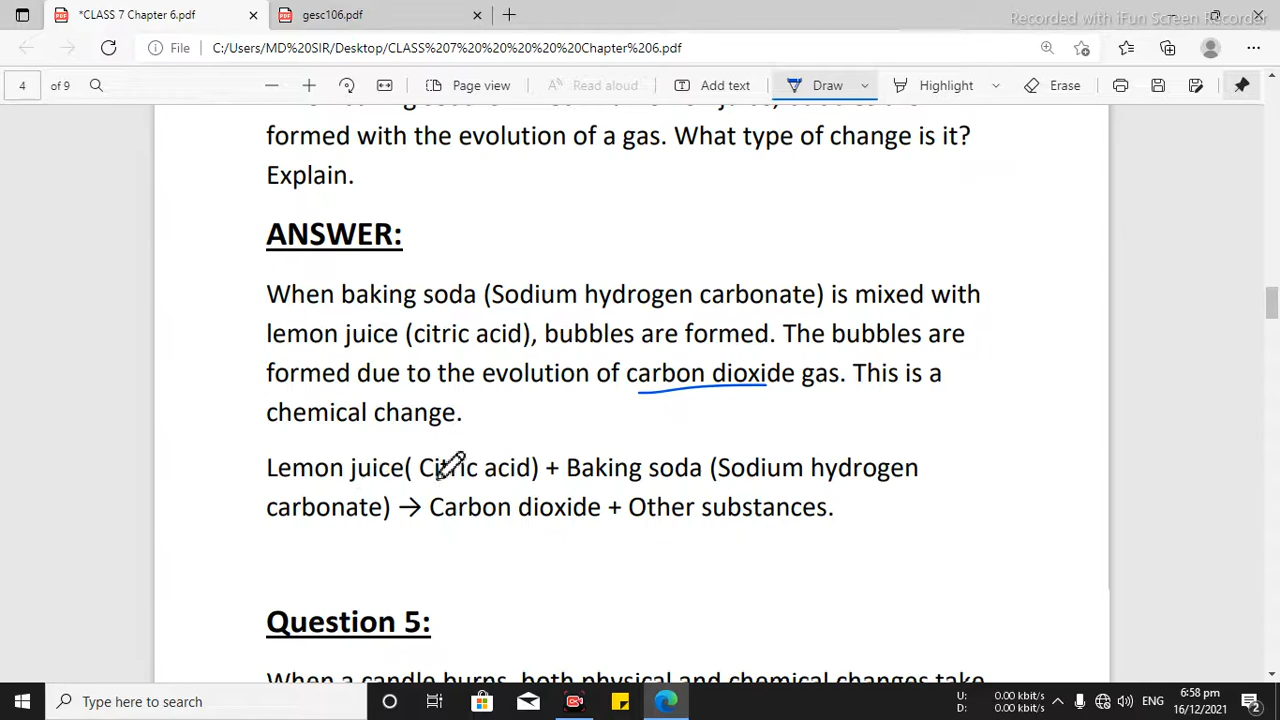 *CLASS 7 Chapter 6.pdf
gesc106.pdf
Recorded with iFun Screen Recorder
File
C:/Users/MD%20SIR/Desktop/CLASS%207%20%20%20%20%20Chapter%206.pdf
4 of 9
Page view
Read aloud
Add text
Draw
Highlight
Erase
formed with the evolution of a gas. What type of change is it?
Explain.
ANSWER:
When baking soda (Sodium hydrogen carbonate) is mixed with
lemon juice (citric acid), bubbles are formed. The bubbles are
formed due to the evolution of carbon dioxide gas. This is a
chemical change.
Lemon juice( Citric acid) + Baking soda (Sodium hydrogen
carbonate) → Carbon dioxide + Other substances.
Question 5:
When a candle burns, both physical and chemical changes take
Type here to search
U: 0.00 kbit/s
D: 0.00 kbit/s
ENG
6:58 pm
16/12/2021
2